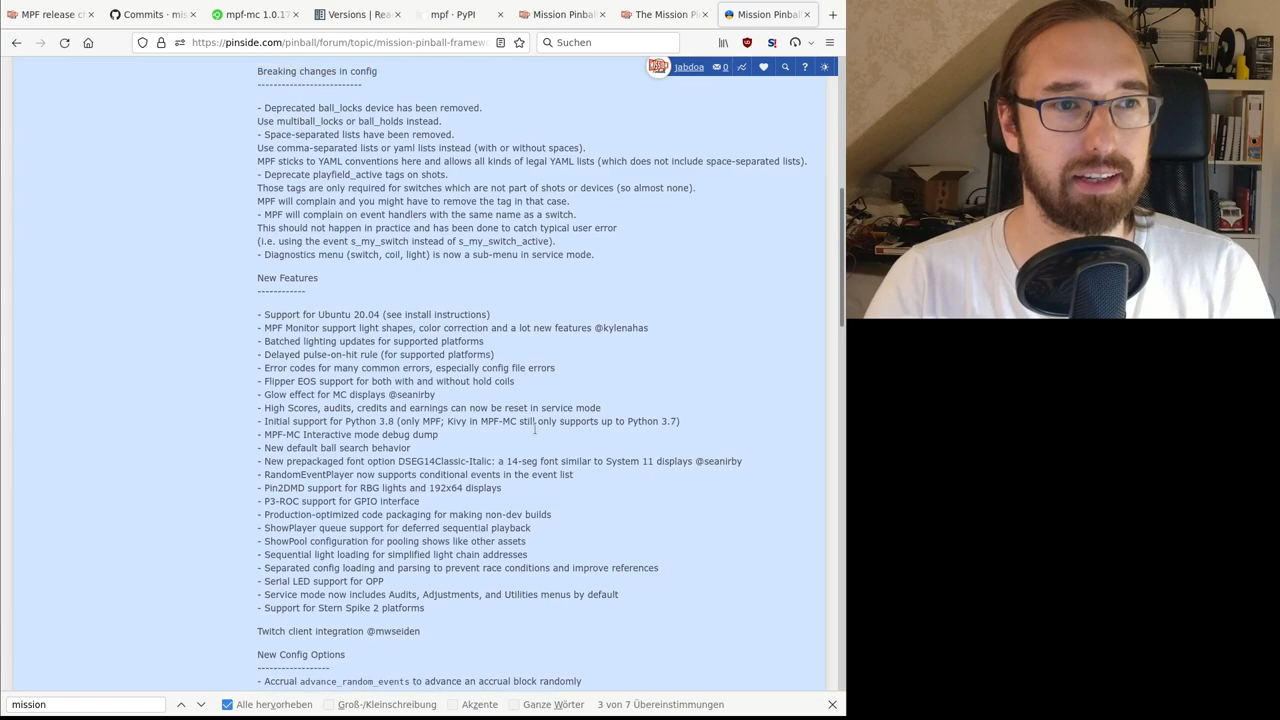 MPF release ch
Commits · mis
mpf-mc 1.0.17
Versions | Rea
mpf · PyPI
Mission Pinball
The Mission Pi
Mission Pinball
https://pinside.com/pinball/forum/topic/mission-pinball-framew
Suchen
jabdoa
0
Breaking changes in config
--------------------------
- Deprecated ball_locks device has been removed.
Use multiball_locks or ball_holds instead.
- Space-separated lists have been removed.
Use comma-separated lists or yaml lists instead (with or without spaces).
MPF sticks to YAML conventions here and allows all kinds of legal YAML lists (which does not include space-separated lists).
- Deprecate playfield_active tags on shots.
Those tags are only required for switches which are not part of shots or devices (so almost none).
MPF will complain and you might have to remove the tag in that case.
- MPF will complain on event handlers with the same name as a switch.
This should not happen in practice and has been done to catch typical user error
(i.e. using the event s_my_switch instead of s_my_switch_active).
- Diagnostics menu (switch, coil, light) is now a sub-menu in service mode.
New Features
------------
- Support for Ubuntu 20.04 (see install instructions)
- MPF Monitor support light shapes, color correction and a lot new features @kylenahas
- Batched lighting updates for supported platforms
- Delayed pulse-on-hit rule (for supported platforms)
- Error codes for many common errors, especially config file errors
- Flipper EOS support for both with and without hold coils
- Glow effect for MC displays @seanirby
- High Scores, audits, credits and earnings can now be reset in service mode
- Initial support for Python 3.8 (only MPF; Kivy in MPF-MC still only supports up to Python 3.7)
- MPF-MC Interactive mode debug dump
- New default ball search behavior
- New prepackaged font option DSEG14Classic-Italic: a 14-seg font similar to System 11 displays @seanirby
- RandomEventPlayer now supports conditional events in the event list
- Pin2DMD support for RBG lights and 192x64 displays
- P3-ROC support for GPIO interface
- Production-optimized code packaging for making non-dev builds
- ShowPlayer queue support for deferred sequential playback
- ShowPool configuration for pooling shows like other assets
- Sequential light loading for simplified light chain addresses
- Separated config loading and parsing to prevent race conditions and improve references
- Serial LED support for OPP
- Service mode now includes Audits, Adjustments, and Utilities menus by default
- Support for Stern Spike 2 platforms
Twitch client integration @mwseiden
New Config Options
------------------
- Accrual advance_random_events to advance an accrual block randomly
mission
Alle hervorheben
Groß-/Kleinschreibung
Akzente
Ganze Wörter
3 von 7 Übereinstimmungen